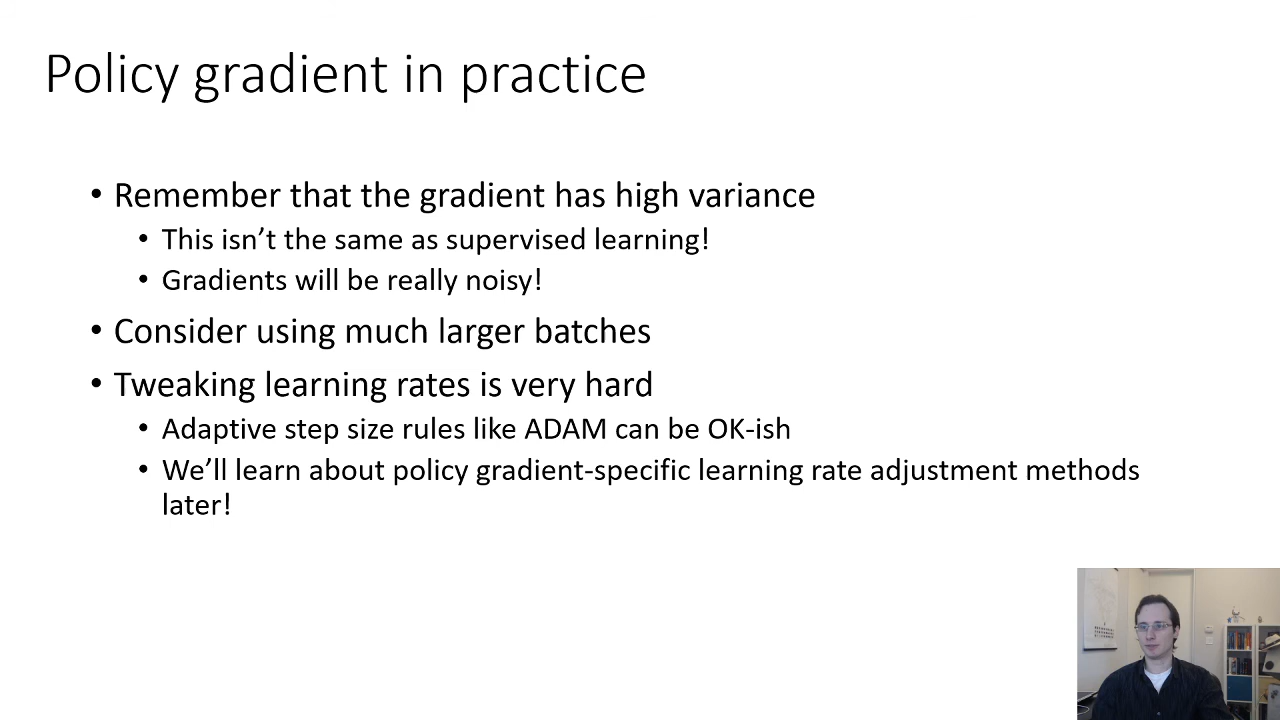 Policy gradient in practice
• Remember that the gradient has high variance
• This isn’t the same as supervised learning!
• Gradients will be really noisy!
• Consider using much larger batches
• Tweaking learning rates is very hard
• Adaptive step size rules like ADAM can be OK-ish
• We’ll learn about policy gradient-specific learning rate adjustment methods
later!